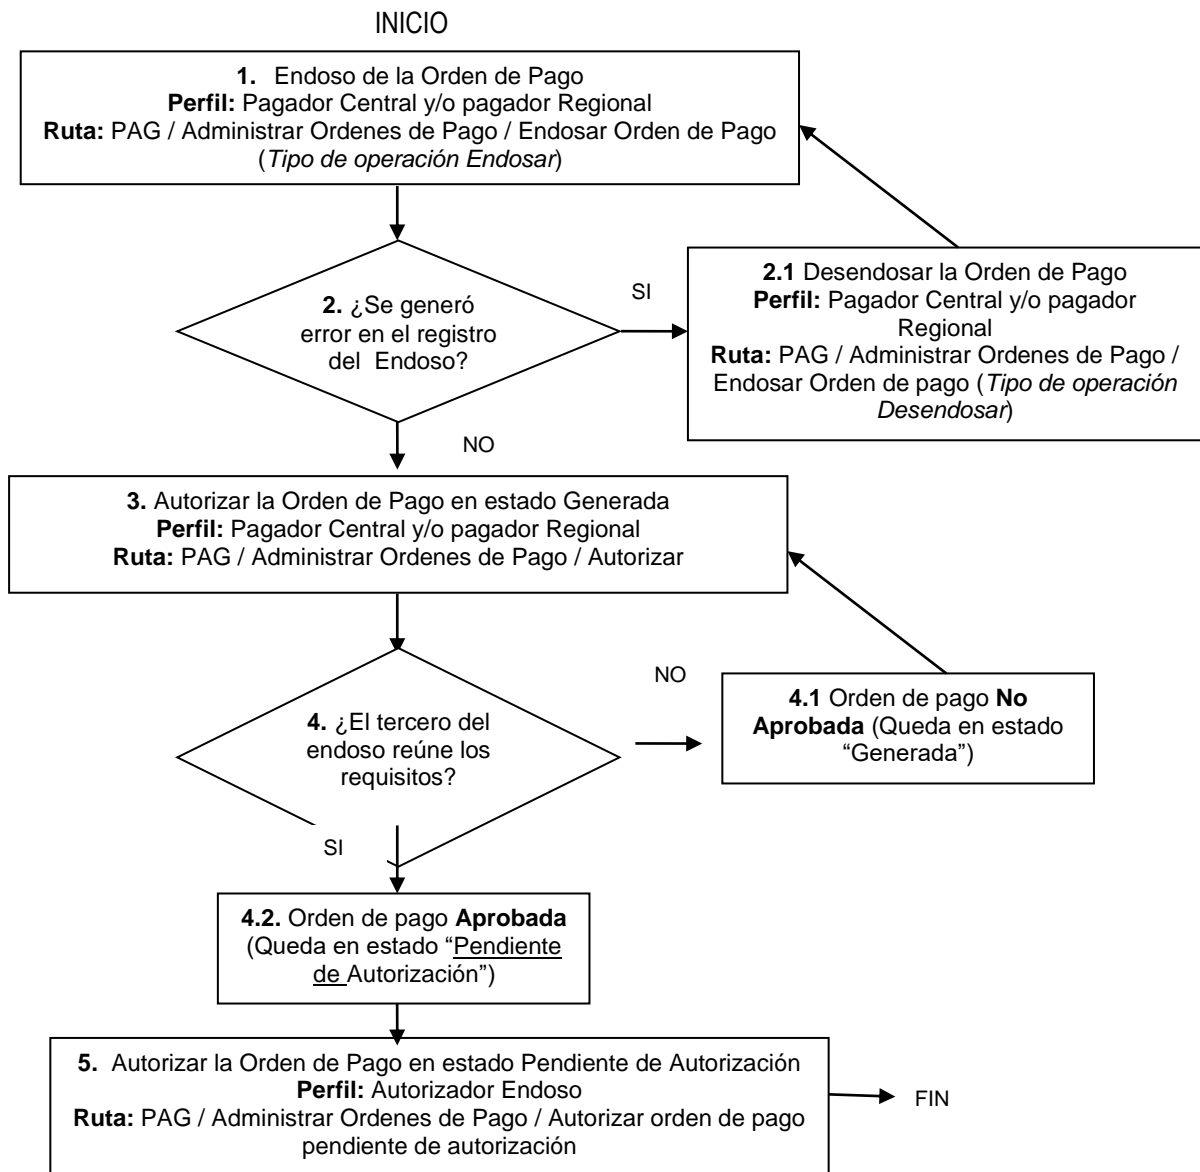 INICIO
1. Endoso de la Orden de Pago
Perfil: Pagador Central y/o pagador Regional
Ruta: PAG / Administrar Ordenes de Pago / Endosar Orden de Pago
(Tipo de operación Endosar)
2. ¿Se generó
error en el registro
del Endoso?
SI
2.1 Desendosar la Orden de Pago
Perfil: Pagador Central y/o pagador
Regional
Ruta: PAG / Administrar Ordenes de Pago /
Endosar Orden de pago (Tipo de operación
Desendosar)
NO
3. Autorizar la Orden de Pago en estado Generada
Perfil: Pagador Central y/o pagador Regional
Ruta: PAG / Administrar Ordenes de Pago / Autorizar
4. ¿El tercero del
endoso reúne los
requisitos?
NO
4.1 Orden de pago No
Aprobada (Queda en estado
“Generada”)
SI
4.2. Orden de pago Aprobada
(Queda en estado “Pendiente
de Autorización”)
5. Autorizar la Orden de Pago en estado Pendiente de Autorización
Perfil: Autorizador Endoso
Ruta: PAG / Administrar Ordenes de Pago / Autorizar orden de pago
pendiente de autorización
FIN